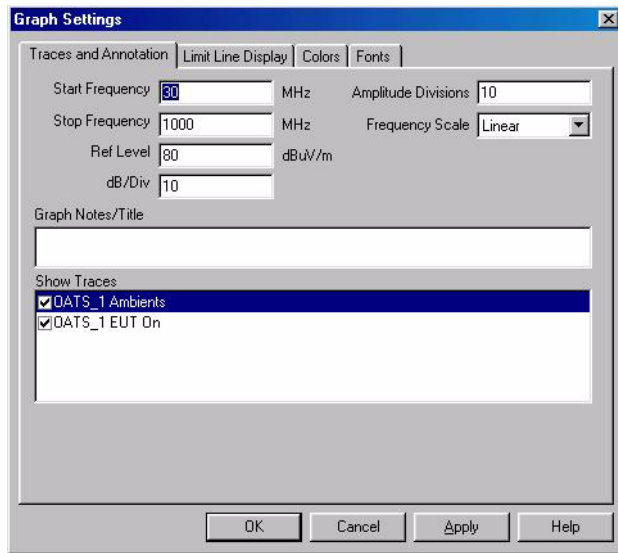 Graph Settings
Traces and Annotation Limit Line Display Colors Fonts
Start Frequency 30 MHz Amplitude Divisions 10
Stop Frequency 1000 MHz Frequency Scale Linear
Ref Level 80 dBuV/m
dB/Div 10
Graph Notes/Title
Show Traces
OATS_1 Ambients
OATS_1 EUT On
OK Cancel Apply Help